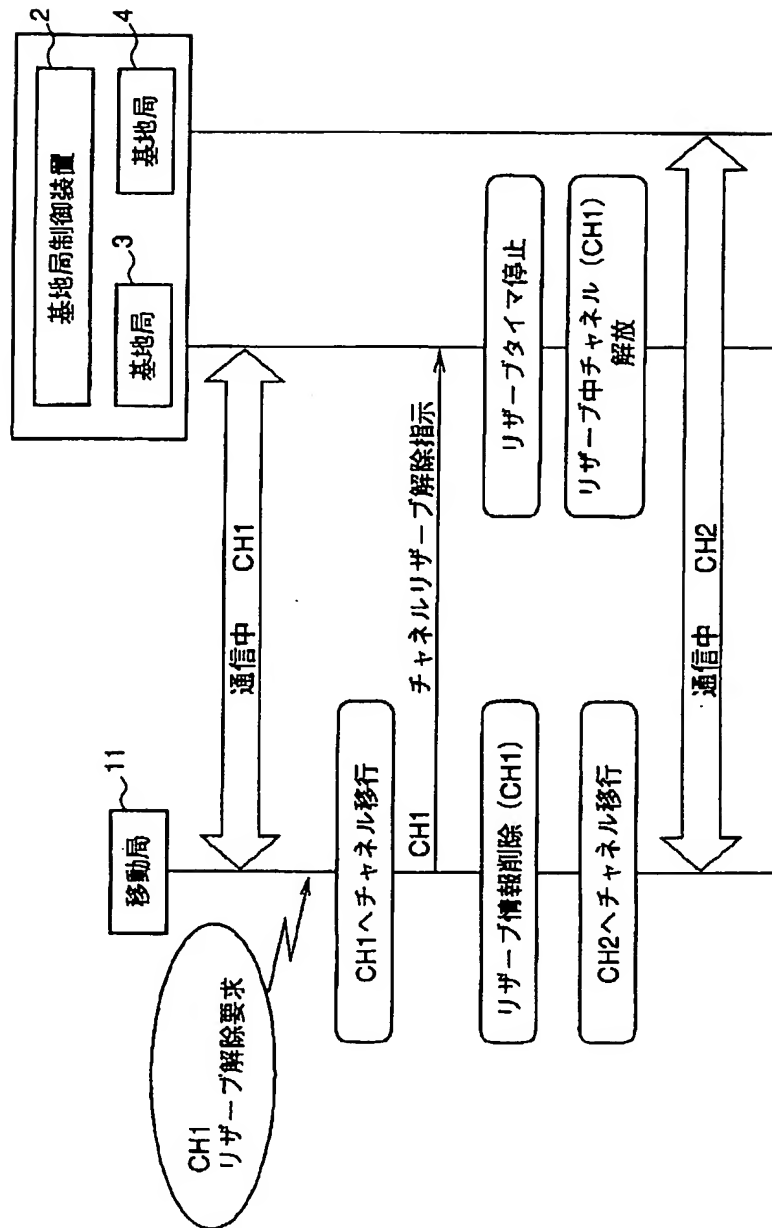 基地局制御装置
2
基地局
3
基地局
4
移動局
11
通信中 CH1
CH1
リザーブ解除要求
CH1へチャネル移行
CH1 チャネルリザーブ解除指示
リザーブ情報削除 (CH1)
リザーブタイマ停止
CH2へチャネル移行
リザーブ中チャネル (CH1)
解放
通信中 CH2